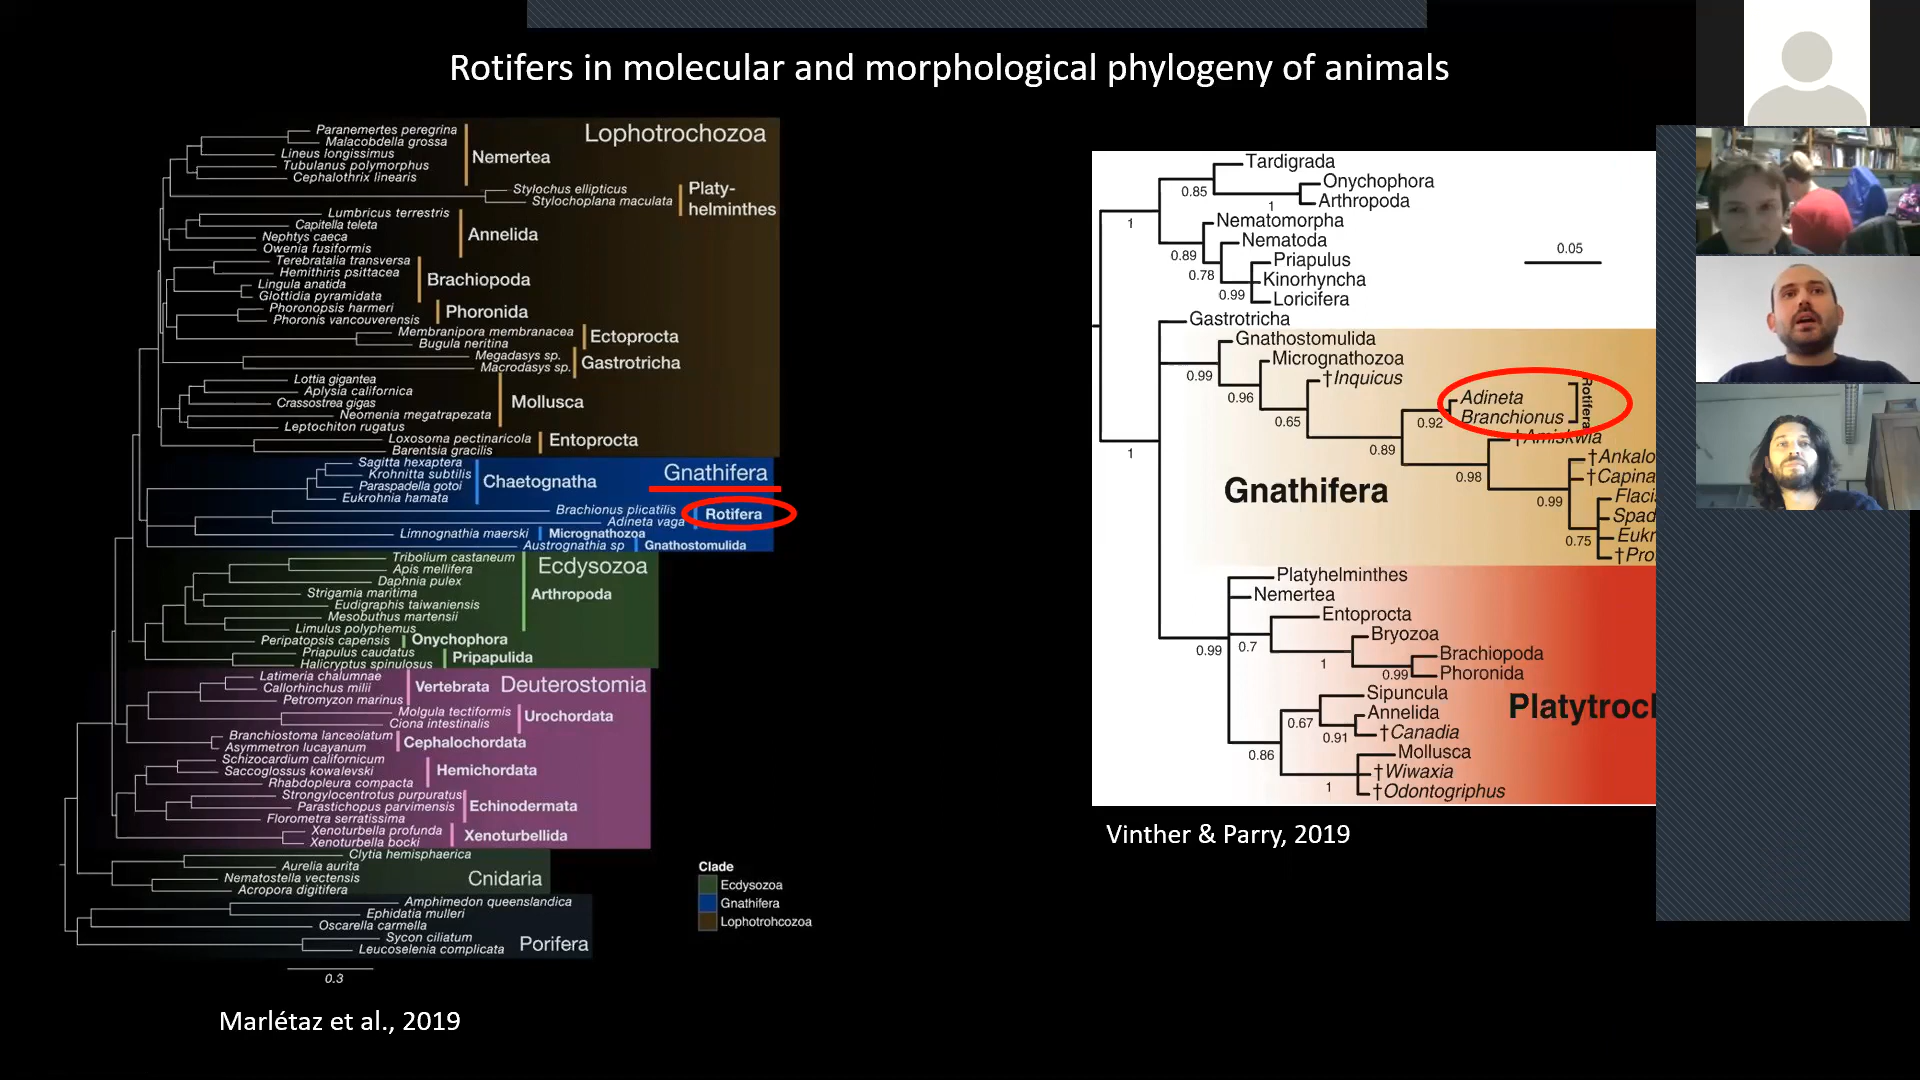 Rotifers in molecular and morphological phylogeny of animals
Lophotrochozoa
Paranemertes peregrina
Malacobdella grossa
Lineus longissimus
Tubulanus polymorphus
Cephalothrix linearis
Nemertea
Stylochus ellipticus
Stylochoplana maculata
Platy-
helminthes
Lumbricus terrestris
Capitella teleta
Nephtys caeca
Owenia fusiformis
Annelida
Terebratalia transversa
Hemithiris psittacea
Lingula anatida
Glottidia pyramidata
Brachiopoda
Phoronopsis harmeri
Phoronis vancouverensis
Phoronida
Membranipora membranacea
Bugula neritina
Ectoprocta
Megadasys sp.
Macrodasys sp.
Gastrotricha
Lottia gigantea
Aplysia californica
Crassostrea gigas
Neomenia megatrapezata
Leptochiton rugatus
Mollusca
Loxosoma pectinaricola
Barentsia gracilis
Entoprocta
Gnathifera
Sagitta hexaptera
Krohnitta subtilis
Paraspadella gotoi
Eukrohnia hamata
Chaetognatha
Brachionus plicatilis
Adineta vaga
Rotifera
Limnognathia maerski
Micrognathozoa
Austrognathia sp
Gnathostomulida
Ecdysozoa
Tribolium castaneum
Apis mellifera
Daphnia pulex
Strigamia maritima
Eudigraphis taiwaniensis
Mesobuthus martensii
Limulus polyphemus
Arthropoda
Peripatopsis capensis
Onychophora
Priapulus caudatus
Halicryptus spinulosus
Pripapulida
Deuterostomia
Latimeria chalumnae
Callorhinchus milii
Petromyzon marinus
Vertebrata
Molgula tectiformis
Ciona intestinalis
Urochordata
Branchiostoma lanceolatum
Asymmetron lucayanum
Cephalochordata
Schizocardium californicum
Saccoglossus kowalevski
Rhabdopleura compacta
Hemichordata
Strongylocentrotus purpuratus
Parastichopus parvimensis
Florometra serratissima
Echinodermata
Xenoturbella profunda
Xenoturbella bocki
Xenoturbellida
Clytia hemisphaerica
Aurelia aurita
Nematostella vectensis
Acropora digitifera
Cnidaria
Amphimedon queenslandica
Ephidatia mulleri
Oscarella carmella
Sycon ciliatum
Leucoselenia complicata
Porifera
0.3
Clade
Ecdysozoa
Gnathifera
Lophotrohcozoa
Marlétaz et al., 2019
Tardigrada
0.85
Onychophora
1
Arthropoda
1
Nematomorpha
0.89
Nematoda
0.78
Priapulus
Kinorhyncha
0.99
Loricifera
0.05
Gastrotricha
Gnathostomulida
0.99
Micrognathozoa
0.96
†Inquicus
0.65
Adineta
Branchionus
Rotifera
0.92
†Amiskwia
0.89
†Ankalo
0.98
†Capina
0.99
Flaci
Spad
Eukr
0.75
†Pro
1
Gnathifera
Platyhelminthes
Nemertea
0.99
Entoprocta
0.7
Bryozoa
1
Brachiopoda
0.99
Phoronida
Sipuncula
0.67
Annelida
0.91
†Canadia
0.86
Mollusca
†Wiwaxia
1
†Odontogriphus
Platytroc
Vinther & Parry, 2019